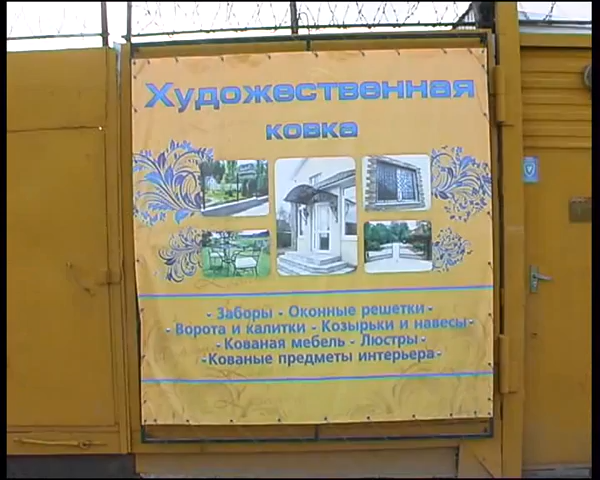 Художественная
ковка
- Заборы - Оконные решетки -
- Ворота и калитки - Козырьки и навесы -
- Кованая мебель - Люстры -
- Кованые предметы интерьера -